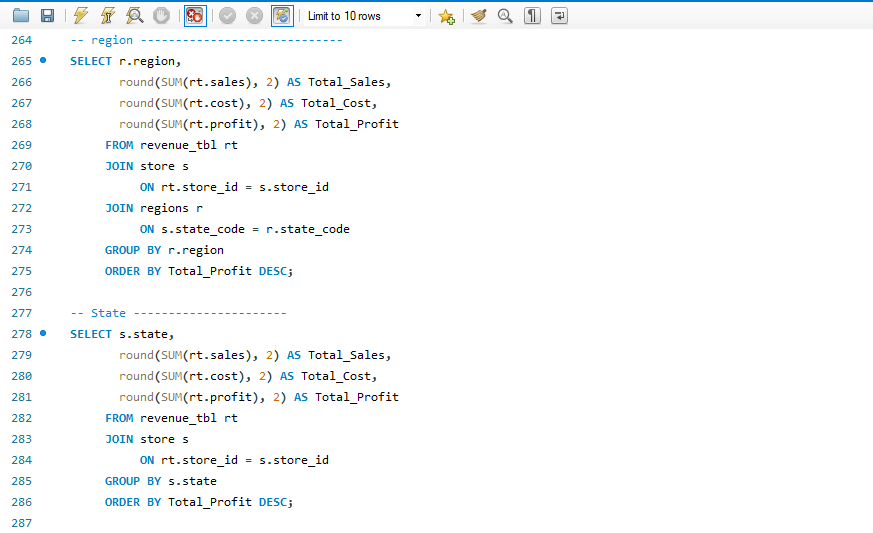 Limit to 10 rows
264 -- region -----------------------------
265 SELECT r.region,
266 round(SUM(rt.sales), 2) AS Total_Sales,
267 round(SUM(rt.cost), 2) AS Total_Cost,
268 round(SUM(rt.profit), 2) AS Total_Profit
269 FROM revenue_tbl rt
270 JOIN store s
271 ON rt.store_id = s.store_id
272 JOIN regions r
273 ON s.state_code = r.state_code
274 GROUP BY r.region
275 ORDER BY Total_Profit DESC;
276
277 -- State ----------------------
278 SELECT s.state,
279 round(SUM(rt.sales), 2) AS Total_Sales,
280 round(SUM(rt.cost), 2) AS Total_Cost,
281 round(SUM(rt.profit), 2) AS Total_Profit
282 FROM revenue_tbl rt
283 JOIN store s
284 ON rt.store_id = s.store_id
285 GROUP BY s.state
286 ORDER BY Total_Profit DESC;
287